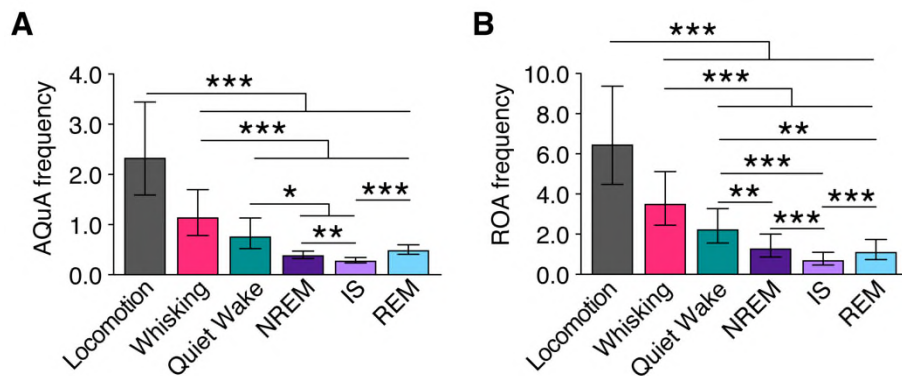 A
AQuA frequency
4.0
3.0
2.0
1.0
0.0
***
***
*
***
**
Locomotion
Whisking
Quiet Wake
NREM
IS
REM
B
ROA frequency
10.0
8.0
6.0
4.0
2.0
0.0
***
***
**
***
**
***
***
Locomotion
Whisking
Quiet Wake
NREM
IS
REM